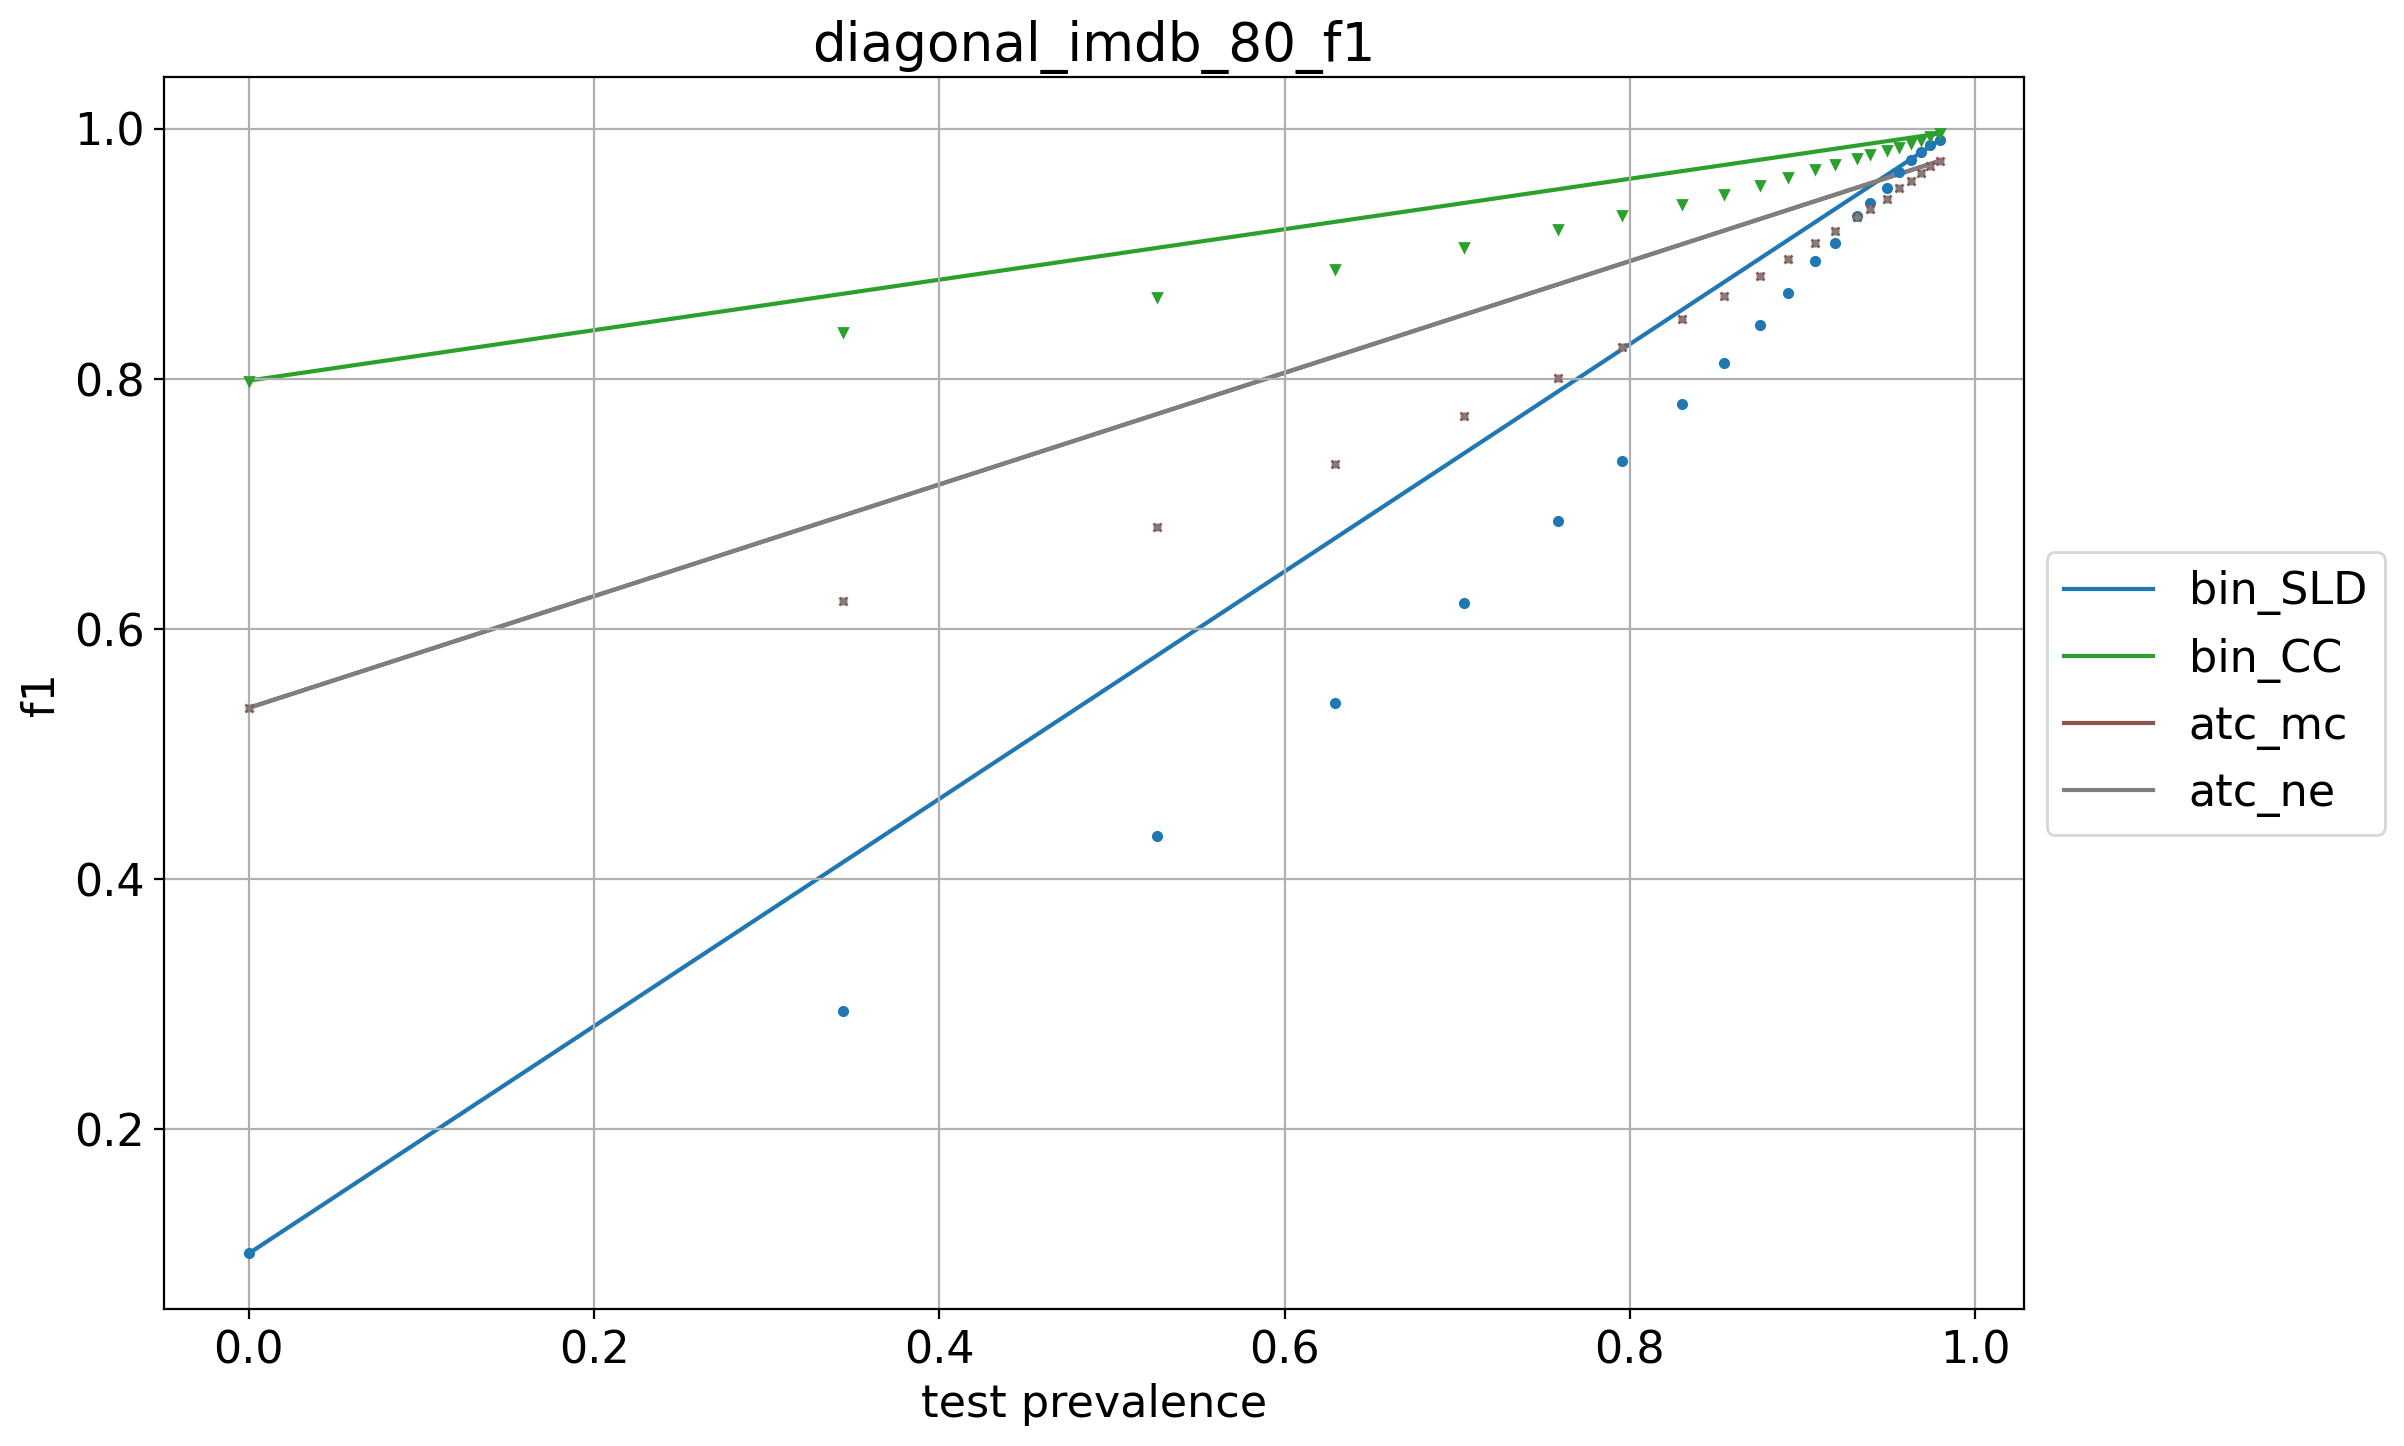 diagonal_imdb_80_f1
1.0
0.8
0.6
0.4
0.2
f1
0.0 0.2 0.4 0.6 0.8 1.0
test prevalence
bin_SLD
bin_CC
atc_mc
atc_ne